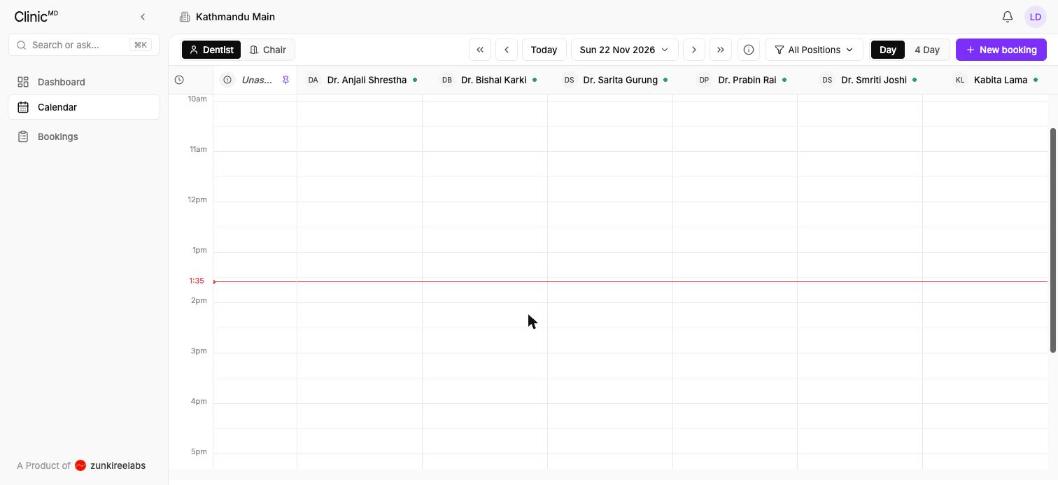 Clinic MD
Kathmandu Main
LD
Search or ask...
⌘K
Dentist
Chair
Today
Sun 22 Nov 2026
All Positions
Day
4 Day
+ New booking
Dashboard
Calendar
Bookings
Unas...
DA Dr. Anjali Shrestha
DB Dr. Bishal Karki
DS Dr. Sarita Gurung
DP Dr. Prabin Rai
DS Dr. Smriti Joshi
KL Kabita Lama
10am
11am
12pm
1pm
1:35
2pm
3pm
4pm
5pm
A Product of zunkireelabs